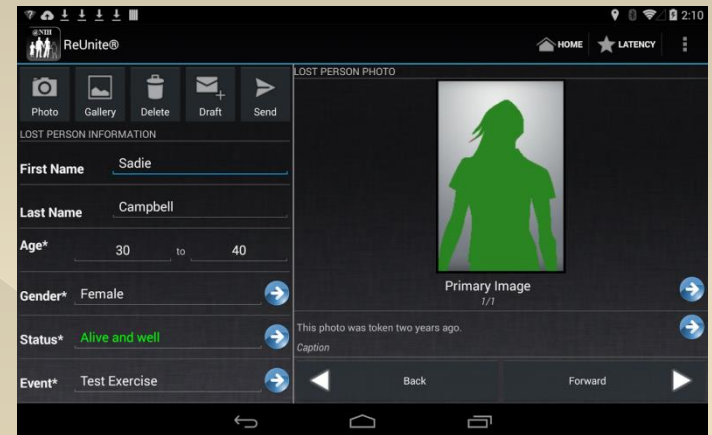 2:10
@NIH
ReUnite®
HOME
LATENCY
Photo
Gallery
Delete
Draft
Send
LOST PERSON INFORMATION
First Name Sadie
Last Name Campbell
Age* 30 to 40
Gender* Female
Status* Alive and well
Event* Test Exercise
LOST PERSON PHOTO
Primary Image
1/1
This photo was token two years ago.
Caption
Back
Forward